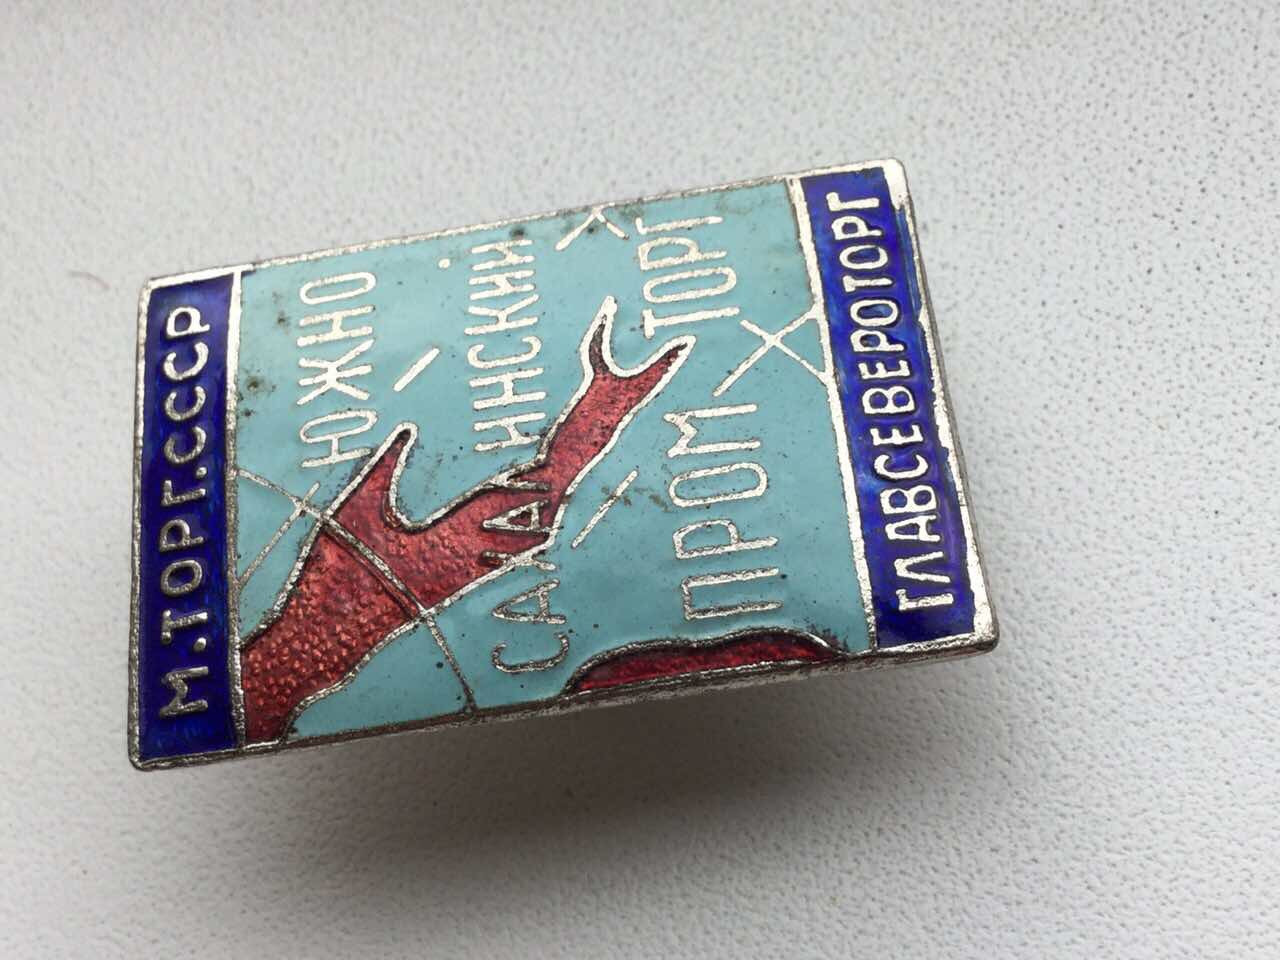 М.ТОРГ.СССР
ЮЖНО
САХАЛИНСКИЙ
ПРОМ
ТОРГ
ГЛАВСЕВЕРОТОРГ